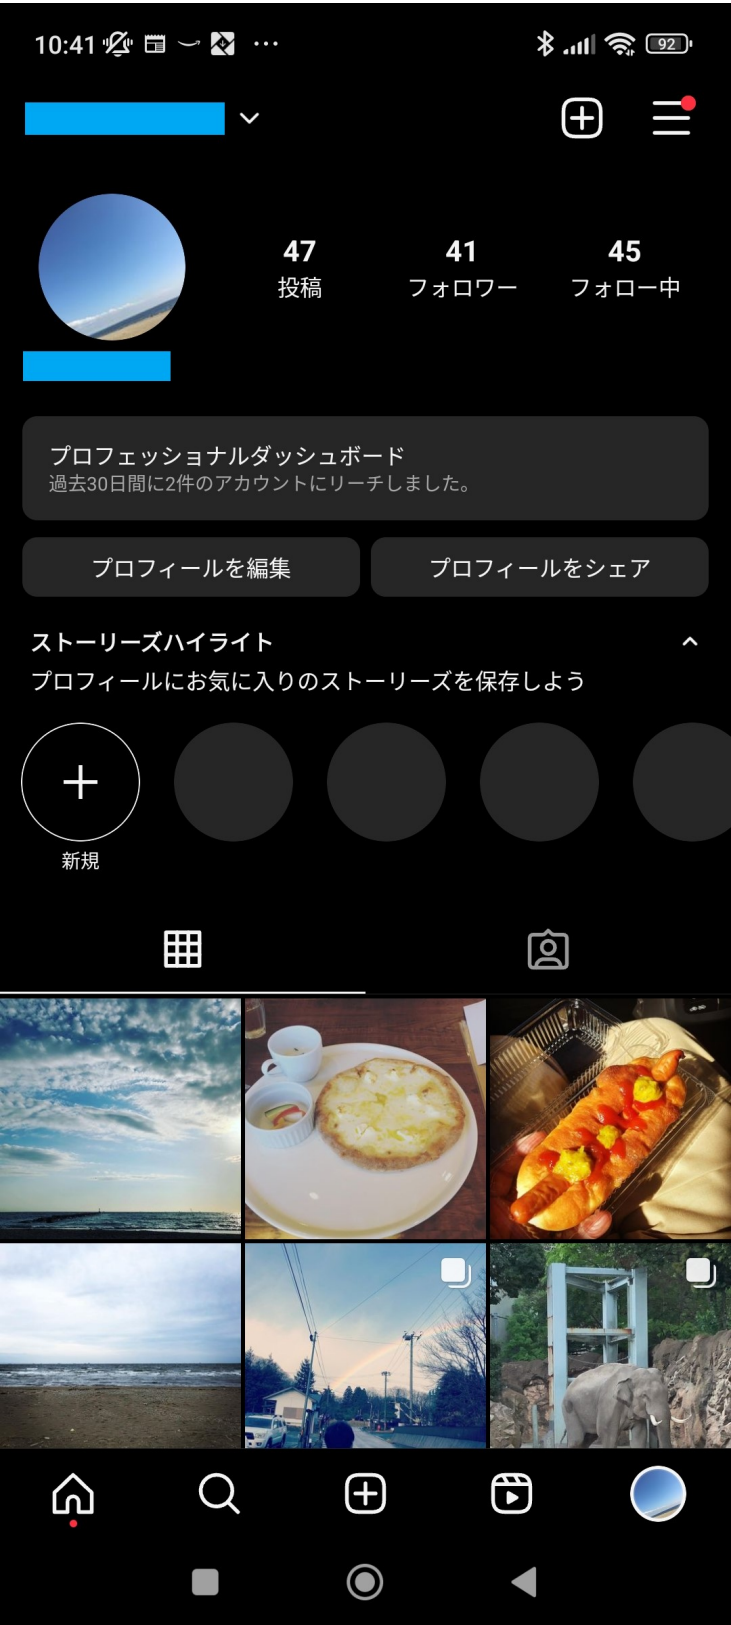 10:41
92
47
投稿
41
フォロワー
45
フォロー中
プロフェッショナルダッシュボード
過去30日間に2件のアカウントにリーチしました。
プロフィールを編集
プロフィールをシェア
ストーリーズハイライト
プロフィールにお気に入りのストーリーズを保存しよう
新規